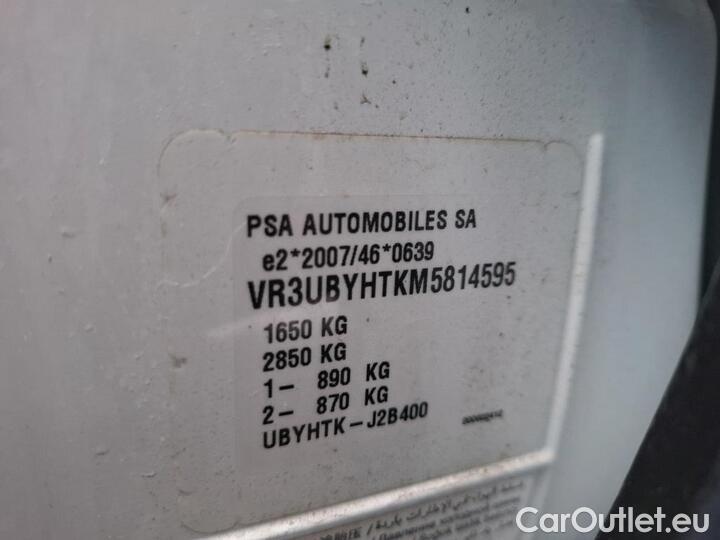 PSA AUTOMOBILES SA
e2*2007/46*0639
VR3UBYHTKM5814595
1650 KG
2850 KG
1- 890 KG
2- 870 KG
UBYHTK-J2B400
CarOutlet.eu